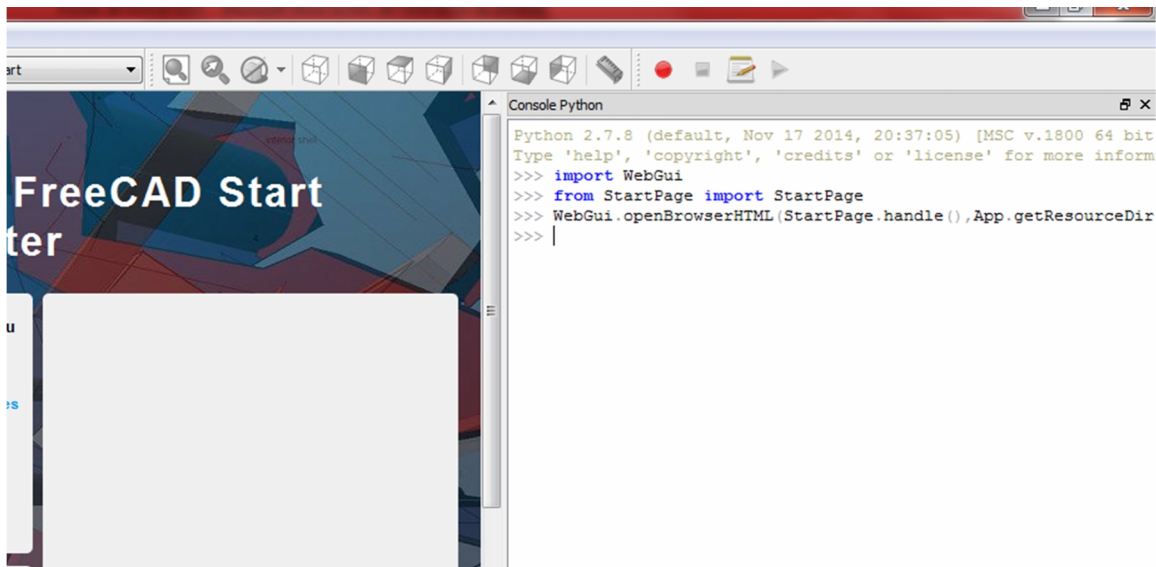 art
interior shell
FreeCAD Start
ter
u
es
Console Python
Python 2.7.8 (default, Nov 17 2014, 20:37:05) [MSC v.1800 64 bit
Type 'help', 'copyright', 'credits' or 'license' for more inform
>>> import WebGui
>>> from StartPage import StartPage
>>> WebGui.openBrowserHTML(StartPage.handle(),App.getResourceDir
>>>